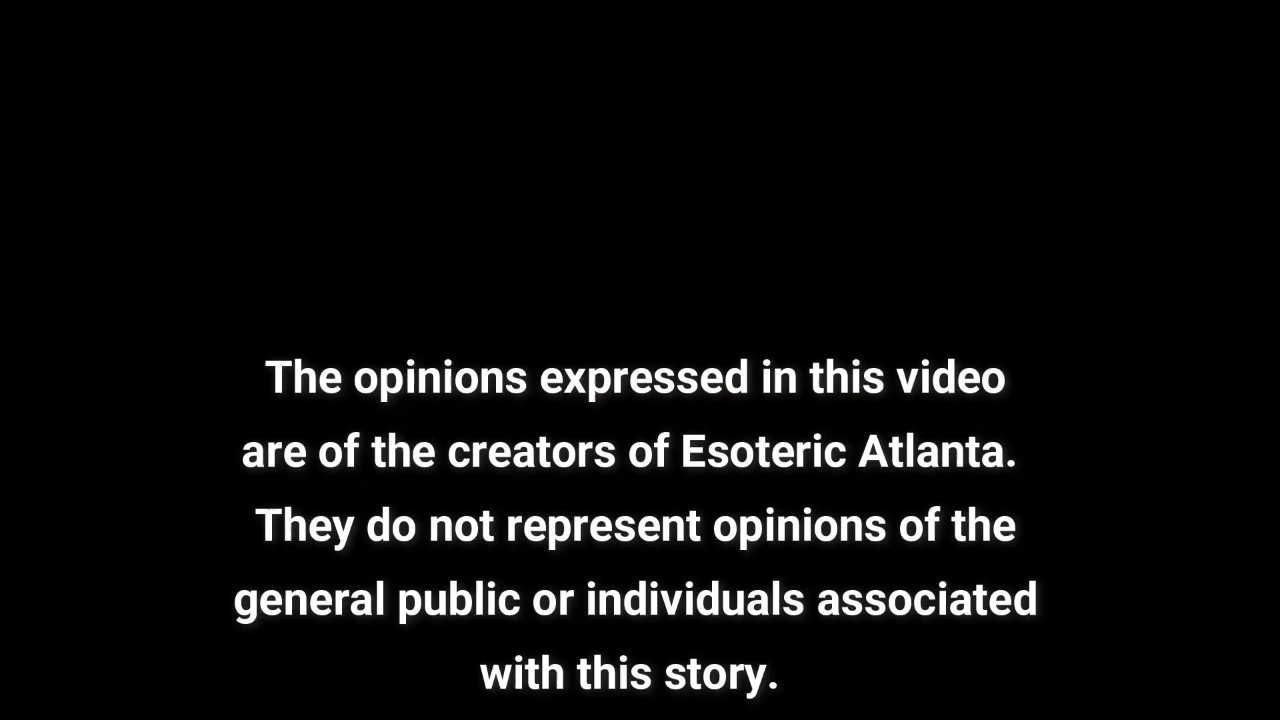 The opinions expressed in this video
are of the creators of Esoteric Atlanta.
They do not represent opinions of the
general public or individuals associated
with this story.